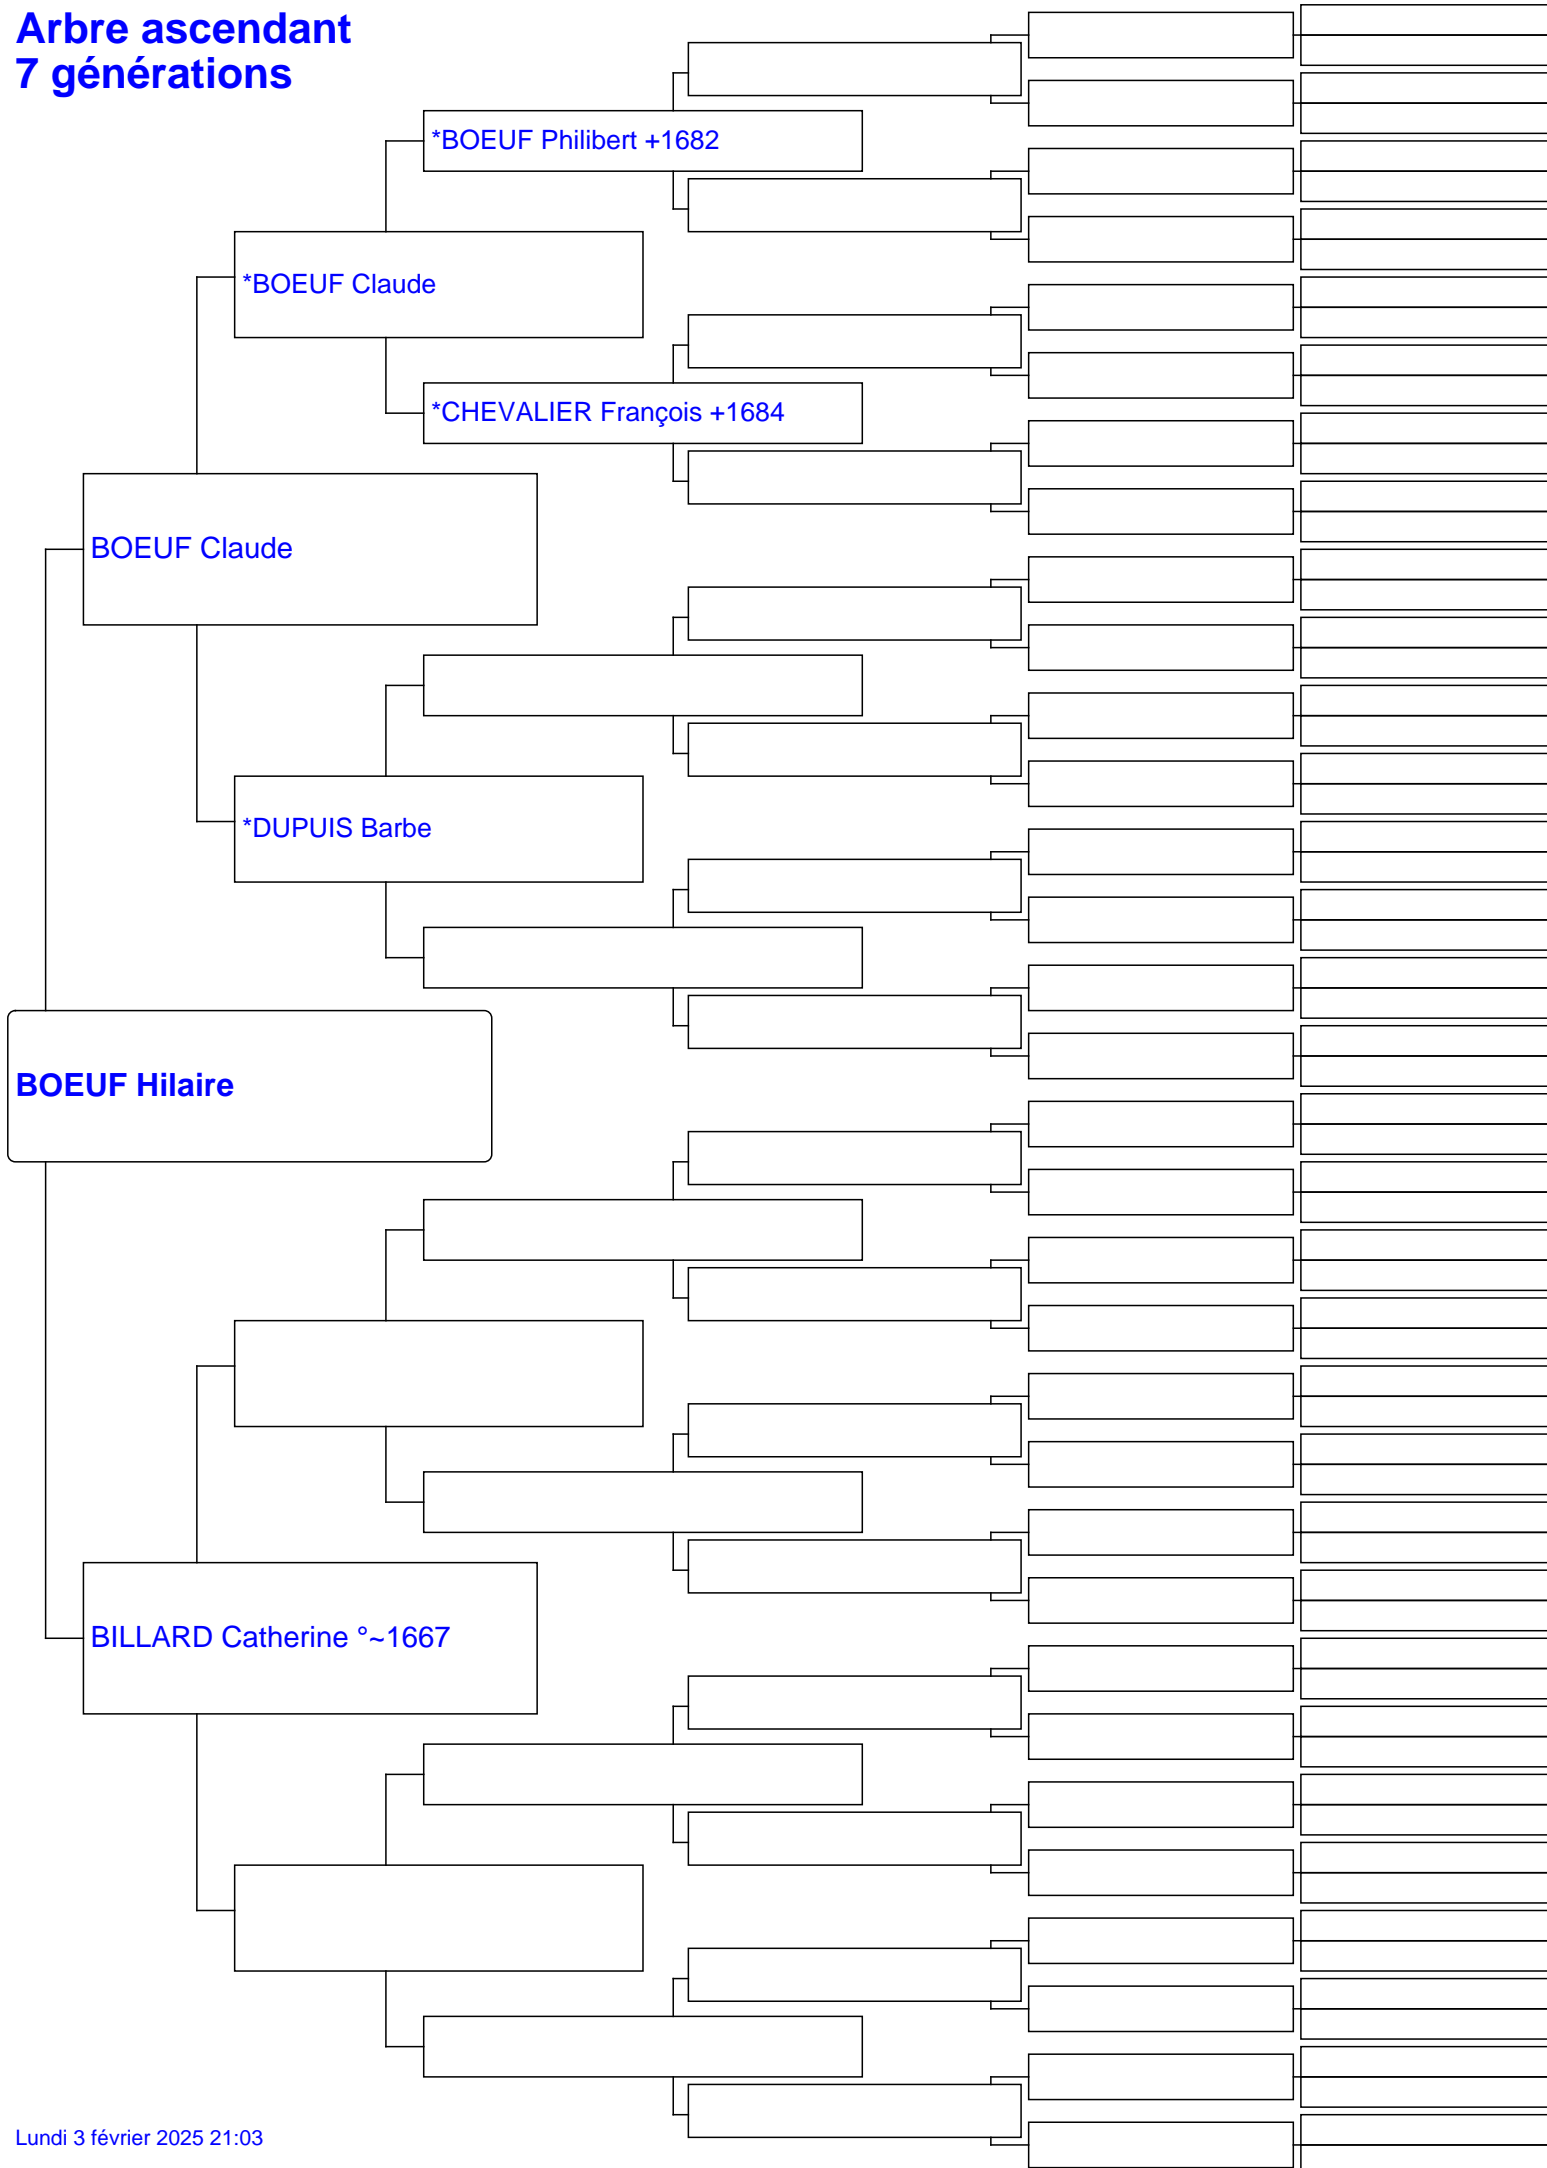 Arbre ascendant
7 générations
*BOEUF Philibert +1682
*BOEUF Claude
*CHEVALIER François +1684
BOEUF Claude
*DUPUIS Barbe
BOEUF Hilaire
BILLARD Catherine °~1667
Lundi 3 février 2025 21:03